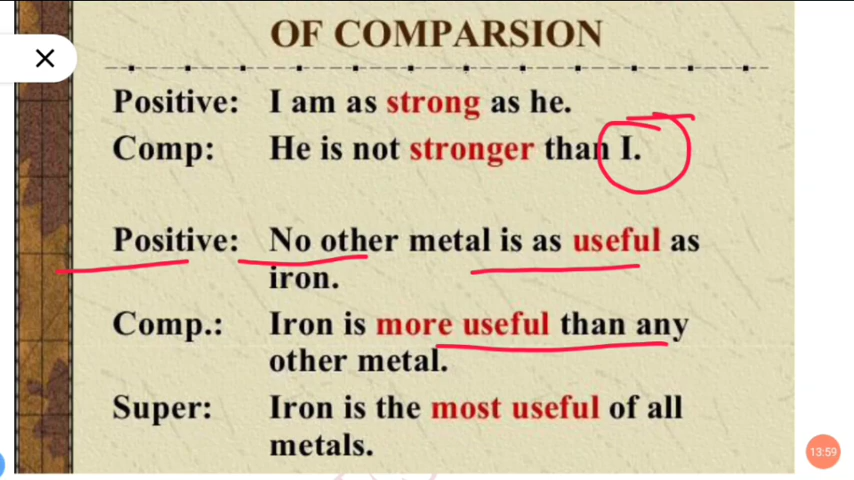 OF COMPARSION
Positive: I am as strong as he.
Comp: He is not stronger than I.
Positive: No other metal is as useful as
iron.
Comp.: Iron is more useful than any
other metal.
Super: Iron is the most useful of all
metals.
13:59